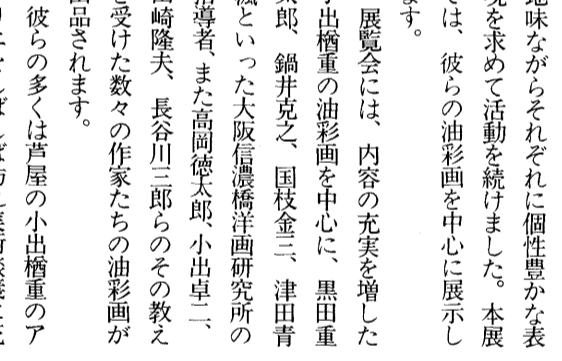 地味ながらそれぞれに個性豊かな表
現を求めて活動を続けました。本展
では、彼らの油彩画を中心に展示し
ます。
展覧会には、内容の充実を増した
小出楢重の油彩画を中心に、黒田重
太郎、鍋井克之、国枝金三、津田青
楓といった大阪信濃橋洋画研究所の
指導者、また高岡徳太郎、小出卓二、
山崎隆夫、長谷川三郎らのその教え
を受けた数々の作家たちの油彩画が
出品されます。
彼らの多くは芦屋の小出楢重のア